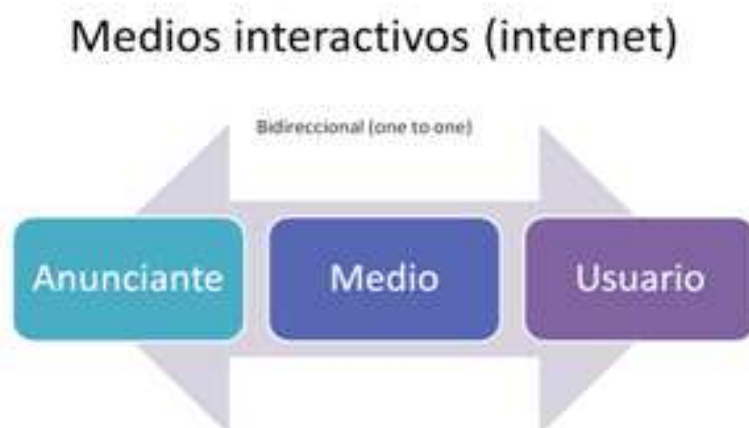 Medios interactivos (internet)
Bidireccional (one to one)
Anunciante
Medio
Usuario